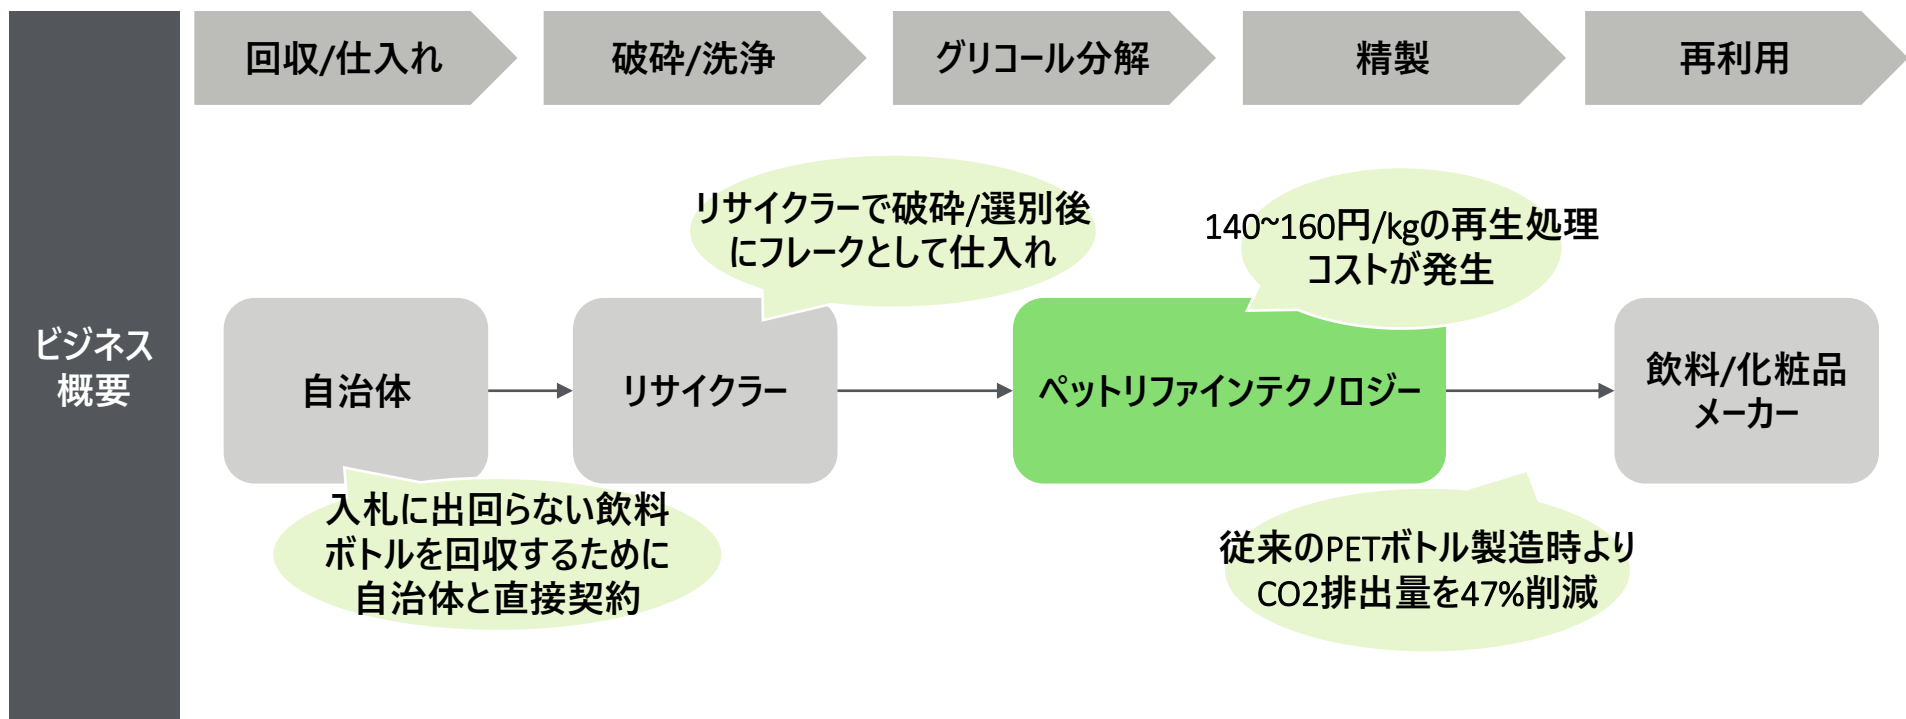 回収/仕入れ
破砕/洗浄
グリコール分解
精製
再利用
ビジネス
概要
リサイクラーで破砕/選別後
にフレークとして仕入れ
140~160円/kgの再生処理
コストが発生
自治体
リサイクラー
ペットリファインテクノロジー
飲料/化粧品
メーカー
入札に出回らない飲料
ボトルを回収するために
自治体と直接契約
従来のPETボトル製造時より
CO2排出量を47%削減